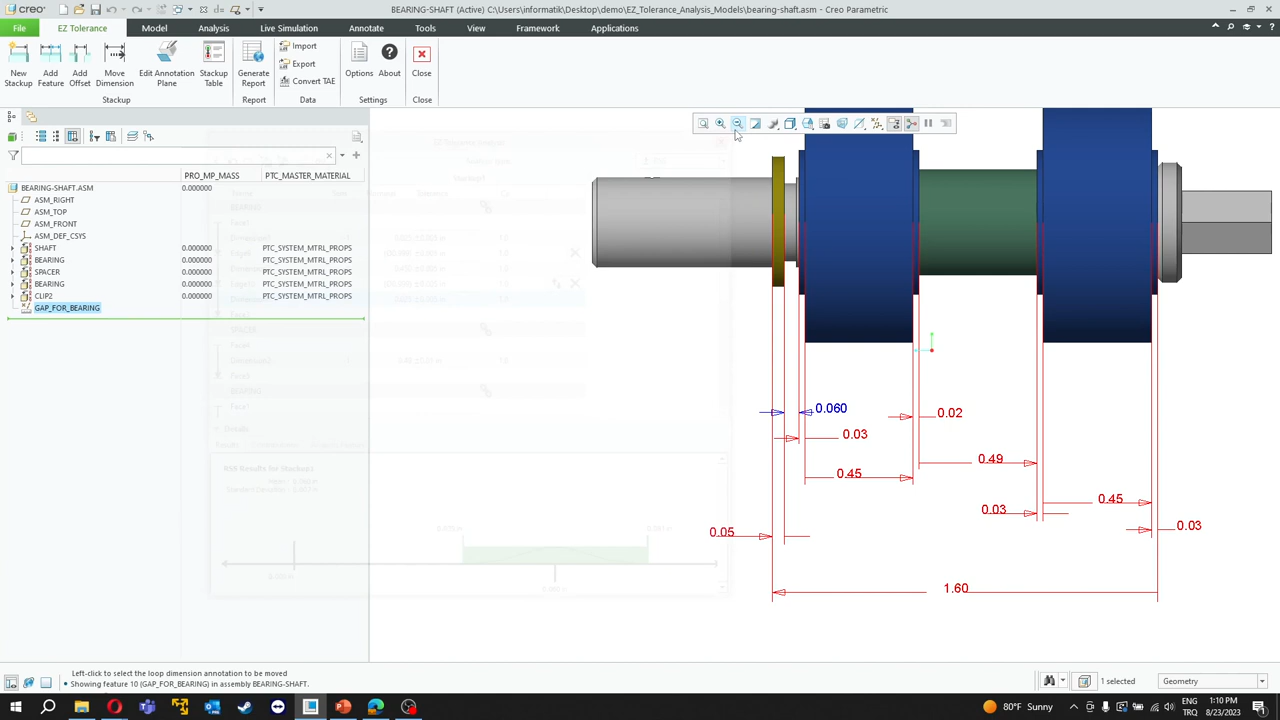 creo
BEARING-SHAFT (Active) C:\Users\informatik\Desktop\demo\EZ_Tolerance_Analysis_Models\bearing-shaft.asm - Creo Parametric
File EZ Tolerance Model Analysis Live Simulation Annotate Tools View Framework Applications
New Stackup
Add Feature
Add Offset
Move Dimension
Edit Annotation Plane
Stackup Table
Generate Report
Import
Export
Convert TAE
Options
About
Close
Stackup Report Data Settings Close
PRO_MP_MASS PTC_MASTER_MATERIAL
BEARING-SHAFT.ASM 0.000000
ASM_RIGHT
ASM_TOP
ASM_FRONT
ASM_DEF_CSYS
SHAFT 0.000000 PTC_SYSTEM_MTRL_PROPS
BEARING 0.000000 PTC_SYSTEM_MTRL_PROPS
SPACER 0.000000 PTC_SYSTEM_MTRL_PROPS
BEARING 0.000000 PTC_SYSTEM_MTRL_PROPS
CLIP2 0.000000 PTC_SYSTEM_MTRL_PROPS
GAP_FOR_BEARING
0.060
0.02
0.03
0.49
0.45
0.03
0.45
0.03
0.05
1.60
Left-click to select the loop dimension annotation to be moved
• Showing feature 10 (GAP_FOR_BEARING) in assembly BEARING-SHAFT.
1 selected
Geometry
80°F Sunny
ENG
TRQ
1:10 PM
8/23/2023